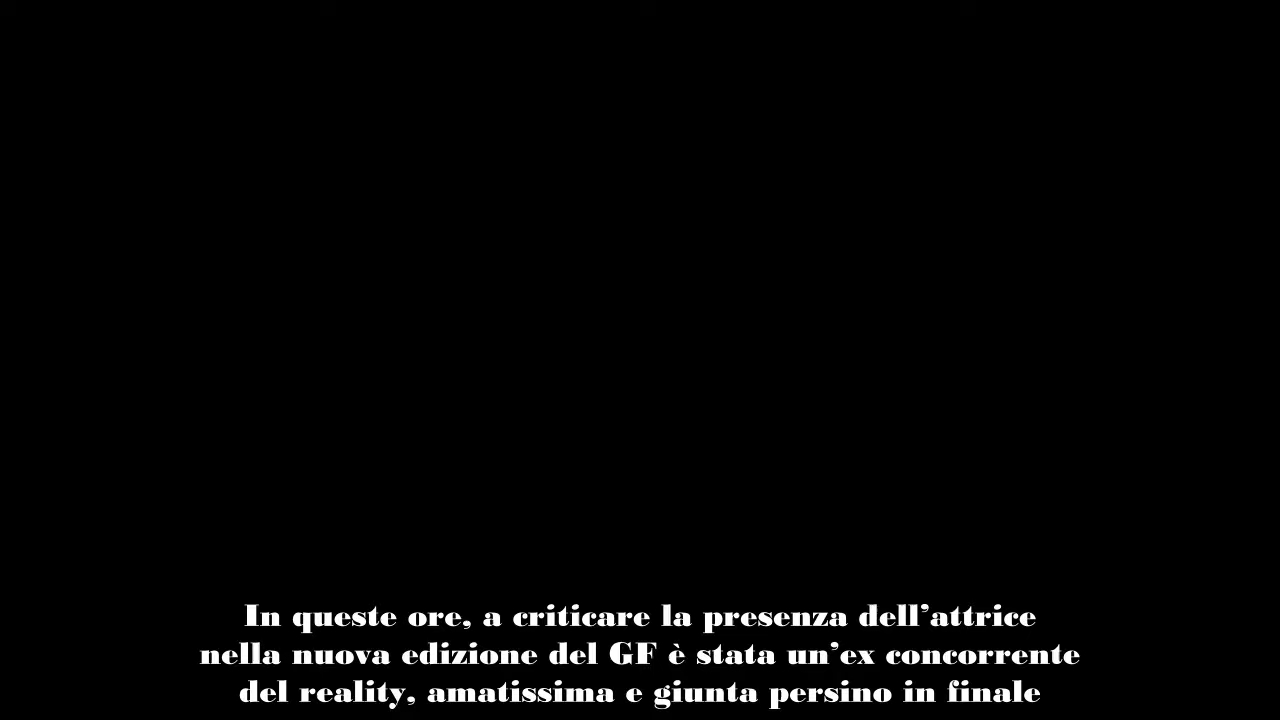 In queste ore, a criticare la presenza dell’attrice
nella nuova edizione del GF è stata un’ex concorrente
del reality, amatissima e giunta persino in finale